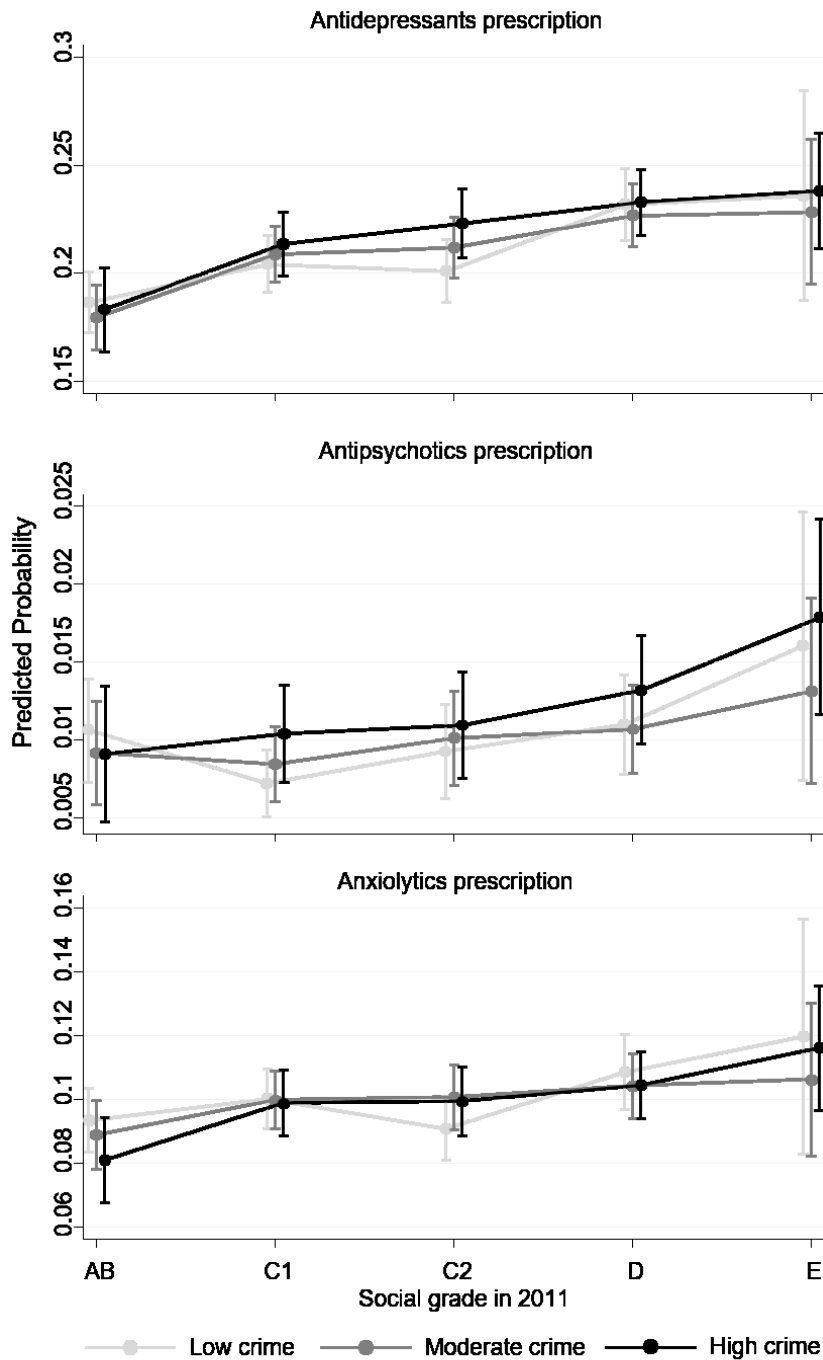 Antidepressants prescription
0.3
0.25
0.2
0.15
Antipsychotics prescription
0.025
0.02
0.015
0.01
0.005
Predicted Probability
Anxiolytics prescription
0.16
0.14
0.12
0.1
0.08
0.06
AB C1 C2 D E
Social grade in 2011
Low crime Moderate crime High crime